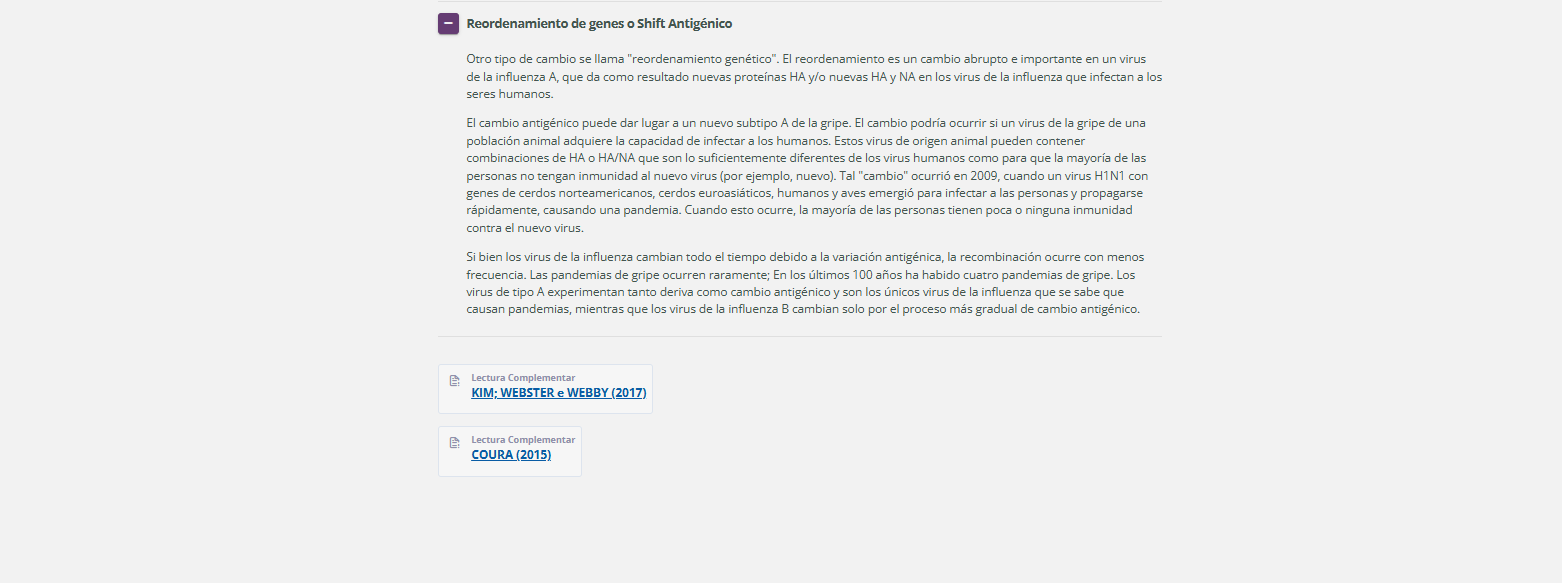 Reordenamiento de genes o Shift Antigénico
Otro tipo de cambio se llama "reordenamiento genético". El reordenamiento es un cambio abrupto e importante en un virus
de la influenza A, que da como resultado nuevas proteínas HA y/o nuevas HA y NA en los virus de la influenza que infectan a los
seres humanos.
El cambio antigénico puede dar lugar a un nuevo subtipo A de la gripe. El cambio podría ocurrir si un virus de la gripe de una
población animal adquiere la capacidad de infectar a los humanos. Estos virus de origen animal pueden contener
combinaciones de HA o HA/NA que son lo suficientemente diferentes de los virus humanos como para que la mayoría de las
personas no tengan inmunidad al nuevo virus (por ejemplo, nuevo). Tal "cambio" ocurrió en 2009, cuando un virus H1N1 con
genes de cerdos norteamericanos, cerdos euroasiáticos, humanos y aves emergió para infectar a las personas y propagarse
rápidamente, causando una pandemia. Cuando esto ocurre, la mayoría de las personas tienen poca o ninguna inmunidad
contra el nuevo virus.
Si bien los virus de la influenza cambian todo el tiempo debido a la variación antigénica, la recombinación ocurre con menos
frecuencia. Las pandemias de gripe ocurren raramente; En los últimos 100 años ha habido cuatro pandemias de gripe. Los
virus de tipo A experimentan tanto deriva como cambio antigénico y son los únicos virus de la influenza que se sabe que
causan pandemias, mientras que los virus de la influenza B cambian solo por el proceso más gradual de cambio antigénico.
Lectura Complementar
KIM; WEBSTER e WEBBY (2017)
Lectura Complementar
COURA (2015)